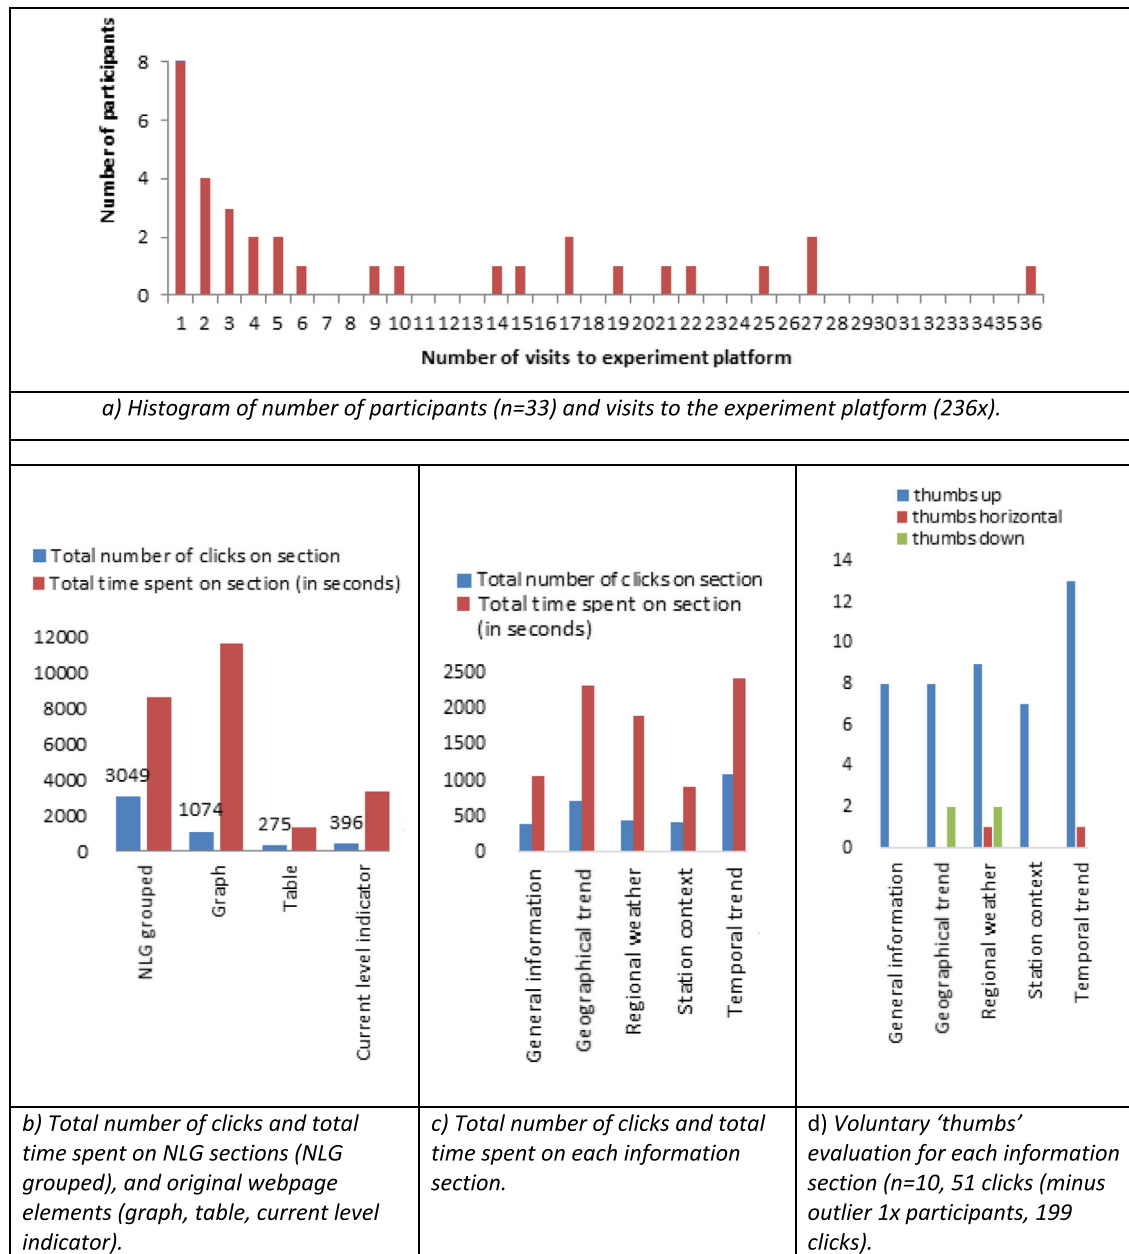 Number of participants
8
6
4
2
0
1 2 3 4 5 6 7 8 9 10 11 12 13 14 15 16 17 18 19 20 21 22 23 24 25 26 27 28 29 30 31 32 33 34 35 36
Number of visits to experiment platform
a) Histogram of number of participants (n=33) and visits to the experiment platform (236x).
Total number of clicks on section
Total time spent on section (in seconds)
12000
10000
8000
6000
4000
2000
0
3049
1074
275
396
NLG grouped
Graph
Table
Current level indicator
b) Total number of clicks and total
time spent on NLG sections (NLG
grouped), and original webpage
elements (graph, table, current level
indicator).
Total number of clicks on section
Total time spent on section
(in seconds)
2500
2000
1500
1000
500
0
General information
Geographical trend
Regional weather
Station context
Temporal trend
c) Total number of clicks and total
time spent on each information
section.
thumbs up
thumbs horizontal
thumbs down
14
12
10
8
6
4
2
0
General information
Geographical trend
Regional weather
Station context
Temporal trend
d) Voluntary ‘thumbs’
evaluation for each information
section (n=10, 51 clicks (minus
outlier 1x participants, 199
clicks).